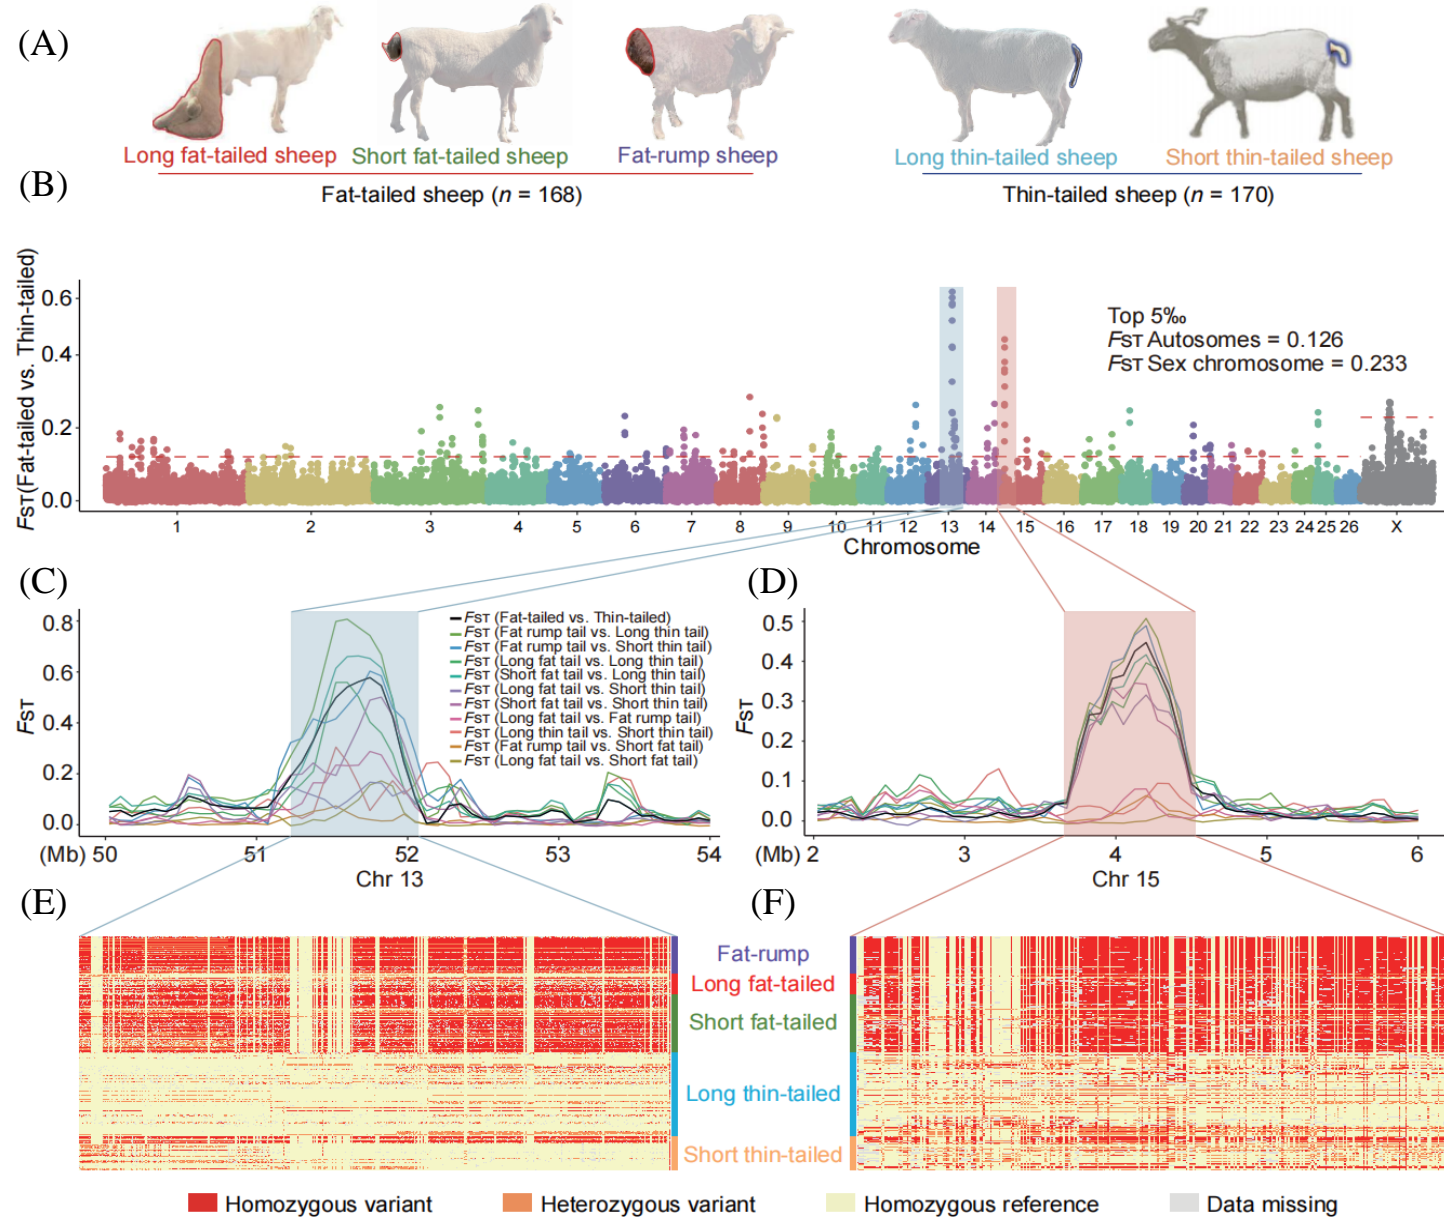 (A)
Long fat-tailed sheep
Short fat-tailed sheep
Fat-rump sheep
Long thin-tailed sheep
Short thin-tailed sheep
Fat-tailed sheep (n = 168)
Thin-tailed sheep (n = 170)
(B)
FST(Fat-tailed vs. Thin-tailed)
0.6
0.4
0.2
0.0
Top 5‰
FST Autosomes = 0.126
FST Sex chromosome = 0.233
1 2 3 4 5 6 7 8 9 10 11 12 13 14 15 16 17 18 19 20 21 22 23 24 25 26 X
Chromosome
(C)
FST
0.8
0.6
0.4
0.2
0.0
FST (Fat-tailed vs. Thin-tailed)
FST (Fat rump tail vs. Long thin tail)
FST (Fat rump tail vs. Short thin tail)
FST (Long fat tail vs. Long thin tail)
FST (Short fat tail vs. Long thin tail)
FST (Long fat tail vs. Short thin tail)
FST (Short fat tail vs. Short thin tail)
FST (Long fat tail vs. Fat rump tail)
FST (Long thin tail vs. Short thin tail)
FST (Fat rump tail vs. Short fat tail)
FST (Long fat tail vs. Short fat tail)
(Mb) 50 51 52 53 54
Chr 13
(D)
FST
0.5
0.4
0.3
0.2
0.1
0.0
(Mb) 2 3 4 5 6
Chr 15
(E)
(F)
Fat-rump
Long fat-tailed
Short fat-tailed
Long thin-tailed
Short thin-tailed
Homozygous variant
Heterozygous variant
Homozygous reference
Data missing